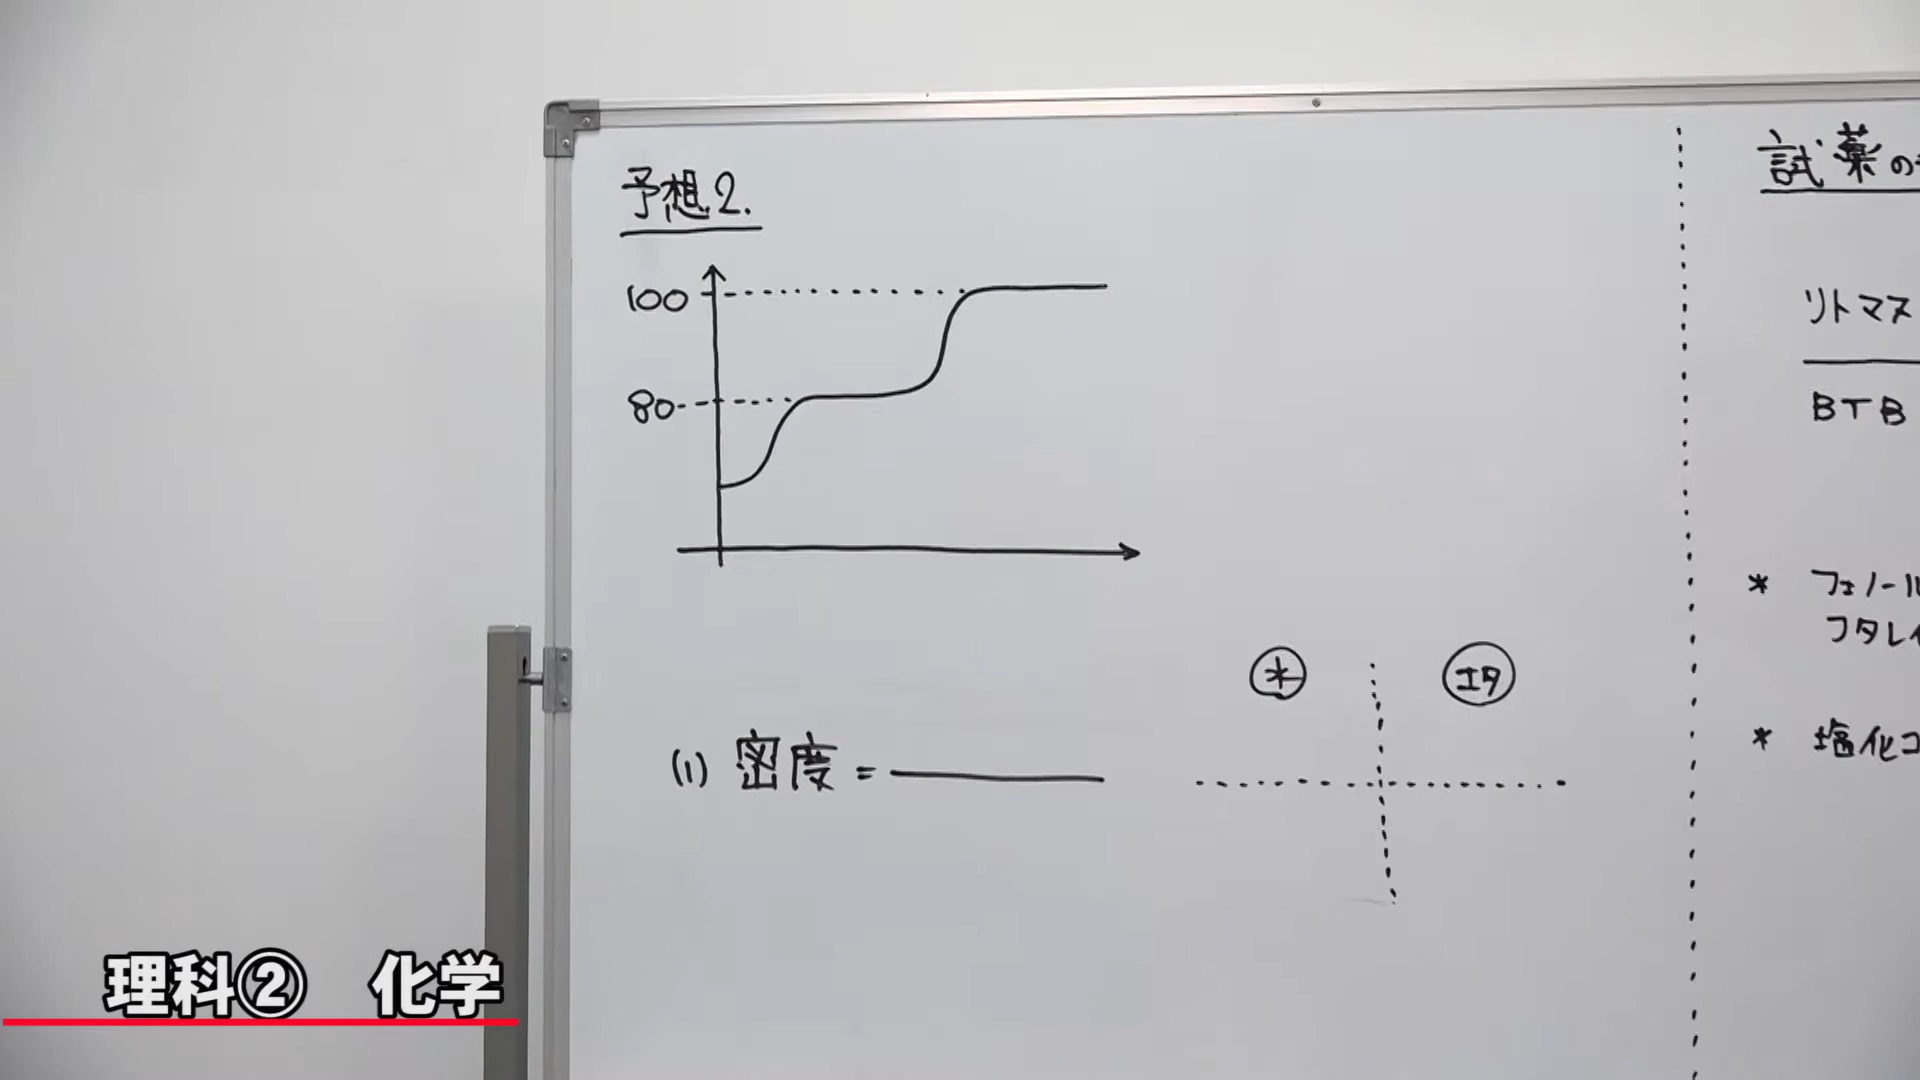 予想2.
100
80
(1) 密度 =
水 エタ
試薬の
リトマス
BTB
* フェノール
フタレイ
* 塩化コ
理科② 化学